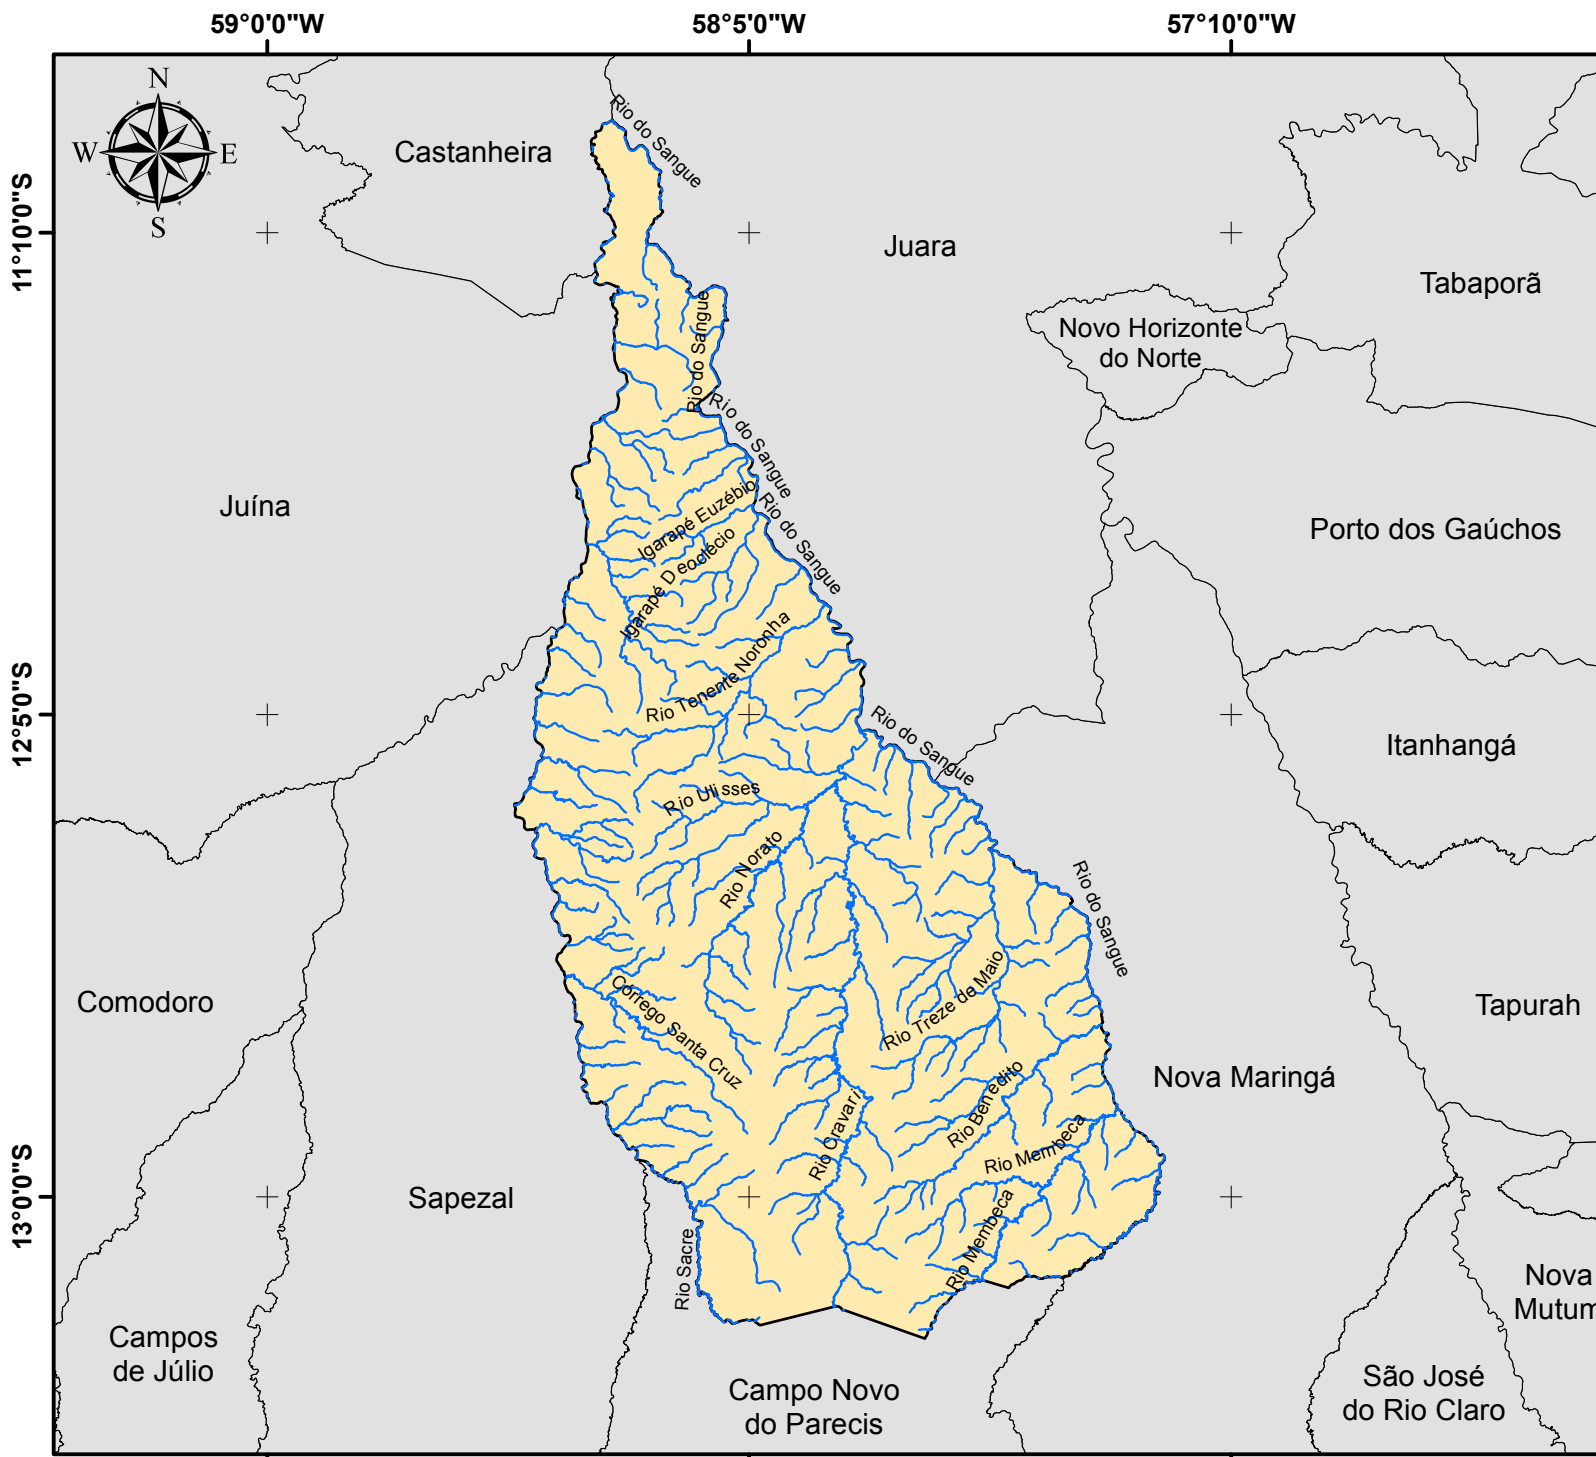 59°0'0"W
58°5'0"W
57°10'0"W
N
W
E
S
11°10'0"S
12°5'0"S
13°0'0"S
Rio do Sangue
Castanheira
Juara
Tabaporã
Novo Horizonte
do Norte
Rio do Sangue
Rio do Sangue
Juína
Igarapé Euzébio
Rio do Sangue
Porto dos Gaúchos
Igarapé Deoclécio
Rio Tenente Noronha
Rio do Sangue
Itanhangá
Rio Ulisses
Rio Norato
Rio do Sangue
Comodoro
Córrego Santa Cruz
Rio Treze de Maio
Tapurah
Nova Maringá
Rio Benedito
Rio Cravari
Rio Membeca
Sapezal
Rio Sacre
Rio Membeca
Nova
Mutum
Campos
de Júlio
Campo Novo
do Parecis
São José
do Rio Claro